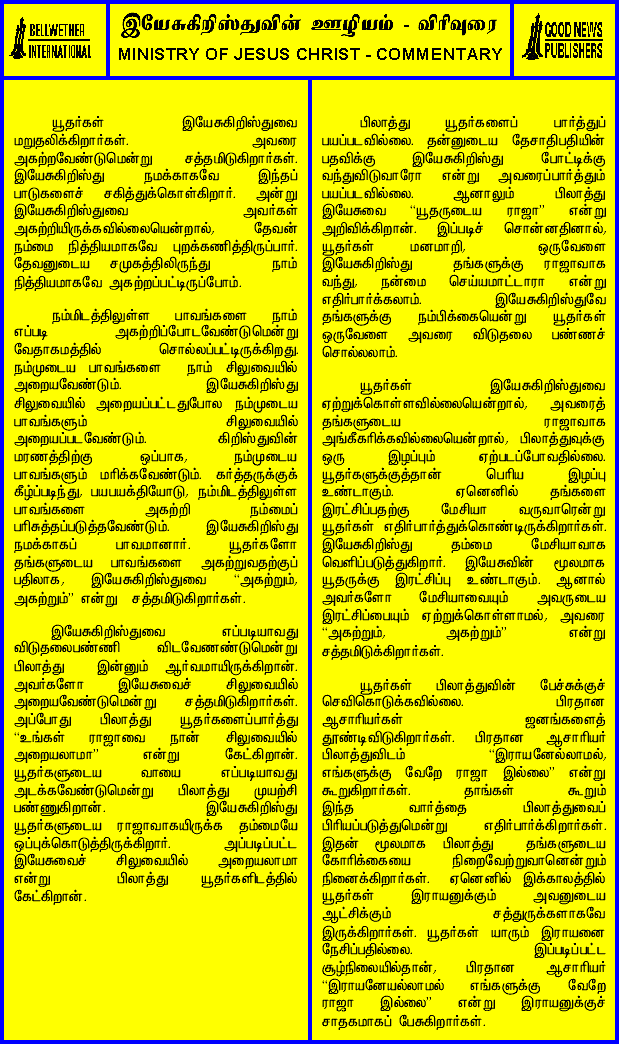 BELLWETHER
INTERNATIONAL
இயேசுகிறிஸ்துவின் ஊழியம் - விரிவுரை
MINISTRY OF JESUS CHRIST - COMMENTARY
GOOD NEWS
PUBLISHERS
யூதர்கள் இயேசுகிறிஸ்துவை
மறுதலிக்கிறார்கள். அவரை
அகற்றவேண்டுமென்று சத்தமிடுகிறார்கள்.
இயேசுகிறிஸ்து நமக்காகவே இந்தப்
பாடுகளைச் சகித்துக்கொள்கிறார். அன்று
இயேசுகிறிஸ்துவை அவர்கள்
அகற்றியிருக்கவில்லையென்றால், தேவன்
நம்மை நித்தியமாகவே புறக்கணித்திருப்பார்.
தேவனுடைய சமுகத்திலிருந்து நாம்
நித்தியமாகவே அகற்றப்பட்டிருப்போம்.
நம்மிடத்திலுள்ள பாவங்களை நாம்
எப்படி அகற்றிப்போடவேண்டுமென்று
வேதாகமத்தில் சொல்லப்பட்டிருக்கிறது.
நம்முடைய பாவங்களை நாம் சிலுவையில்
அறையவேண்டும். இயேசுகிறிஸ்து
சிலுவையில் அறையப்பட்டதுபோல நம்முடைய
பாவங்களும் சிலுவையில்
அறையப்படவேண்டும். கிறிஸ்துவின்
மரணத்திற்கு ஒப்பாக, நம்முடைய
பாவங்களும் மரிக்கவேண்டும். கர்த்தருக்குக்
கீழ்ப்படிந்து, பயபயக்தியோடு, நம்மிடத்திலுள்ள
பாவங்களை அகற்றி நம்மைப்
பரிசுத்தப்படுத்தவேண்டும். இயேசுகிறிஸ்து
நமக்காகப் பாவமானார். யூதர்களோ
தங்களுடைய பாவங்களை அகற்றுவதற்குப்
பதிலாக, இயேசுகிறிஸ்துவை “அகற்றும்,
அகற்றும்” என்று சத்தமிடுகிறார்கள்.
இயேசுகிறிஸ்துவை எப்படியாவது
விடுதலைபண்ணி விடவேணண்டுமென்று
பிலாத்து இன்னும் ஆர்வமாயிருக்கிறான்.
அவர்களோ இயேசுவைச் சிலுவையில்
அறையவேண்டுமென்று சத்தமிடுகிறார்கள்.
அப்போது பிலாத்து யூதர்களைப்பார்த்து
“உங்கள் ராஜாவை நான் சிலுவையில்
அறையலாமா” என்று கேட்கிறான்.
யூதர்களுடைய வாயை எப்படியாவது
அடக்கவேண்டுமென்று பிலாத்து முயற்சி
பண்ணுகிறான். இயேசுகிறிஸ்து
யூதர்களுடைய ராஜாவாகயிருக்க தம்மையே
ஒப்புக்கொடுத்திருக்கிறார். அப்படிப்பட்ட
இயேசுவைச் சிலுவையில் அறையலாமா
என்று பிலாத்து யூதர்களிடத்தில்
கேட்கிறான்.
பிலாத்து யூதர்களைப் பார்த்துப்
பயப்படவில்லை. தன்னுடைய தேசாதிபதியின்
பதவிக்கு இயேசுகிறிஸ்து போட்டிக்கு
வந்துவிடுவாரோ என்று அவரைப்பார்த்தும்
பயப்படவில்லை. ஆனாலும் பிலாத்து
இயேசுவை “யூதருடைய ராஜா” என்று
அறிவிக்கிறான். இப்படிச் சொன்னதினால்,
யூதர்கள் மனமாறி, ஒருவேளை
இயேசுகிறிஸ்து தங்களுக்கு ராஜாவாக
வந்து, நன்மை செய்யமாட்டாரா என்று
எதிர்பார்க்கலாம். இயேசுகிறிஸ்துவே
தங்களுக்கு நம்பிக்கையென்று யூதர்கள்
ஒருவேளை அவரை விடுதலை பண்ணச்
சொல்லலாம்.
யூதர்கள் இயேசுகிறிஸ்துவை
ஏற்றுக்கொள்ளவில்லையென்றால், அவரைத்
தங்களுடைய ராஜாவாக
அங்கீகரிக்கவில்லையென்றால், பிலாத்துவுக்கு
ஒரு இழப்பும் ஏற்படப்போவதில்லை.
யூதர்களுக்குத்தான் பெரிய இழப்பு
உண்டாகும். ஏனெனில் தங்களை
இரட்சிப்பதற்கு மேசியா வருவாரென்று
யூதர்கள் எதிர்பார்த்துக்கொண்டிருக்கிறார்கள்.
இயேசுகிறிஸ்து தம்மை மேசியாவாக
வெளிப்படுத்துகிறார். இயேசுவின் மூலமாக
யூதருக்கு இரட்சிப்பு உண்டாகும். ஆனால்
அவர்களோ மேசியாவையும் அவருடைய
இரட்சிப்பையும் ஏற்றுக்கொள்ளாமல், அவரை
“அகற்றும், அகற்றும்” என்று
சத்தமிடுக்கிறார்கள்.
யூதர்கள் பிலாத்துவின் பேச்சுக்குச்
செவிகொடுக்கவில்லை. பிரதான
ஆசாரியர்கள் ஜனங்களைத்
தூண்டிவிடுகிறார்கள். பிரதான ஆசாரியர்
பிலாத்துவிடம் “இராயனேல்லாமல்,
எங்களுக்கு வேறே ராஜா இல்லை” என்று
கூறுகிறார்கள். தாங்கள் கூறும்
இந்த வார்த்தை பிலாத்துவைப்
பிரியப்படுத்துமென்று எதிர்பார்க்கிறார்கள்.
இதன் மூலமாக பிலாத்து தங்களுடைய
கோரிக்கையை நிறைவேற்றுவானென்றும்
நினைக்கிறார்கள். ஏனெனில் இக்காலத்தில்
யூதர்கள் இராயனுக்கும் அவனுடைய
ஆட்சிக்கும் சத்துருக்களாகவே
இருக்கிறார்கள். யூதர்கள் யாரும் இராயனை
நேசிப்பதில்லை. இப்படிப்பட்ட
சூழ்நிலையில்தான், பிரதான ஆசாரியர்
“இராயனேயல்லாமல் எங்களுக்கு வேறே
ராஜா இல்லை” என்று இராயனுக்குச்
சாதகமாகப் பேசுகிறார்கள்.